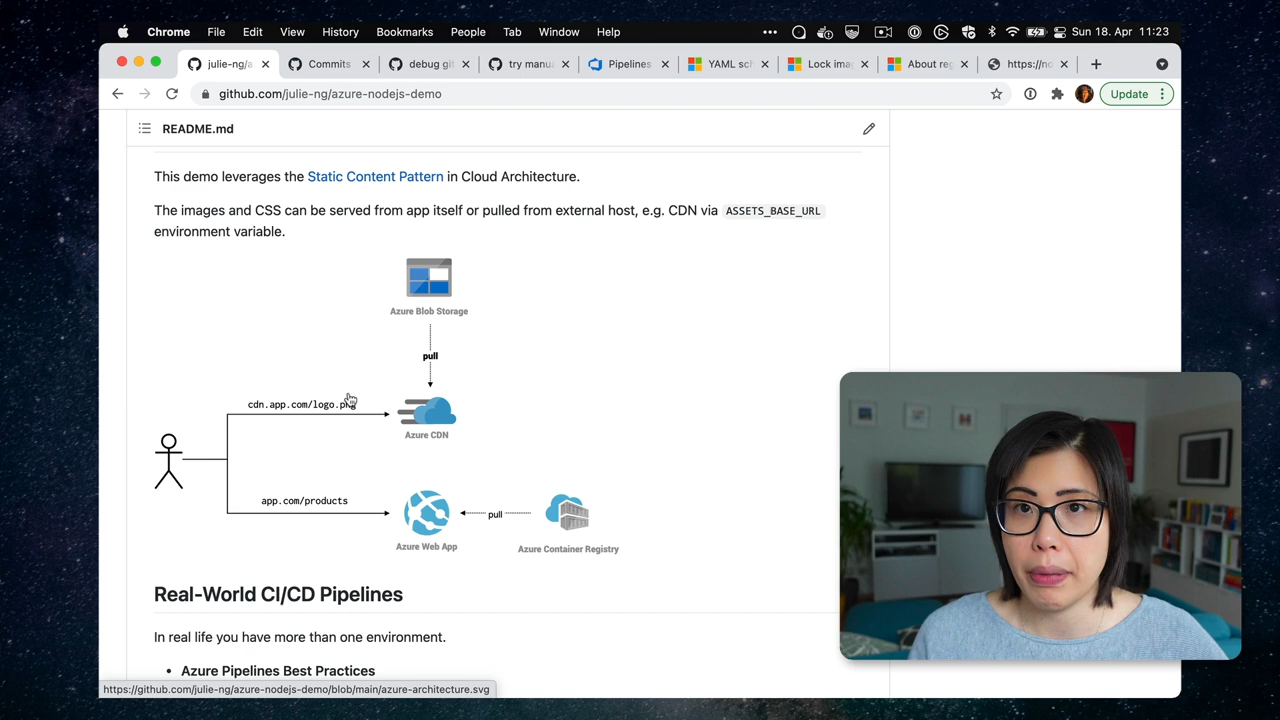 Chrome File Edit View History Bookmarks People Tab Window Help Sun 18. Apr 11:23
julie-ng/a Commits debug git try manu Pipelines YAML sc Lock ima About re https://no
github.com/julie-ng/azure-nodejs-demo Update
README.md
This demo leverages the Static Content Pattern in Cloud Architecture.
The images and CSS can be served from app itself or pulled from external host, e.g. CDN via ASSETS_BASE_URL
environment variable.
Azure Blob Storage
pull
cdn.app.com/logo.png
Azure CDN
app.com/products
pull
Azure Web App
Azure Container Registry
Real-World CI/CD Pipelines
In real life you have more than one environment.
• Azure Pipelines Best Practices
https://github.com/julie-ng/azure-nodejs-demo/blob/main/azure-architecture.svg